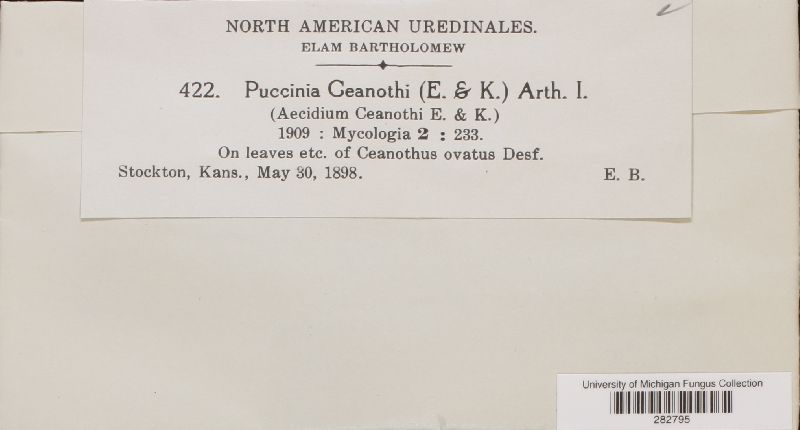 NORTH AMERICAN UREDINALES.
ELAM BARTHOLOMEW
422. Puccinia Ceanothi (E. & K.) Arth. I.
(Aecidium Ceanothi E. & K.)
1909 : Mycologia 2 : 233.
On leaves etc. of Ceanothus ovatus Desf.
Stockton, Kans., May 30, 1898. E. B.
University of Michigan Fungus Collection
282795